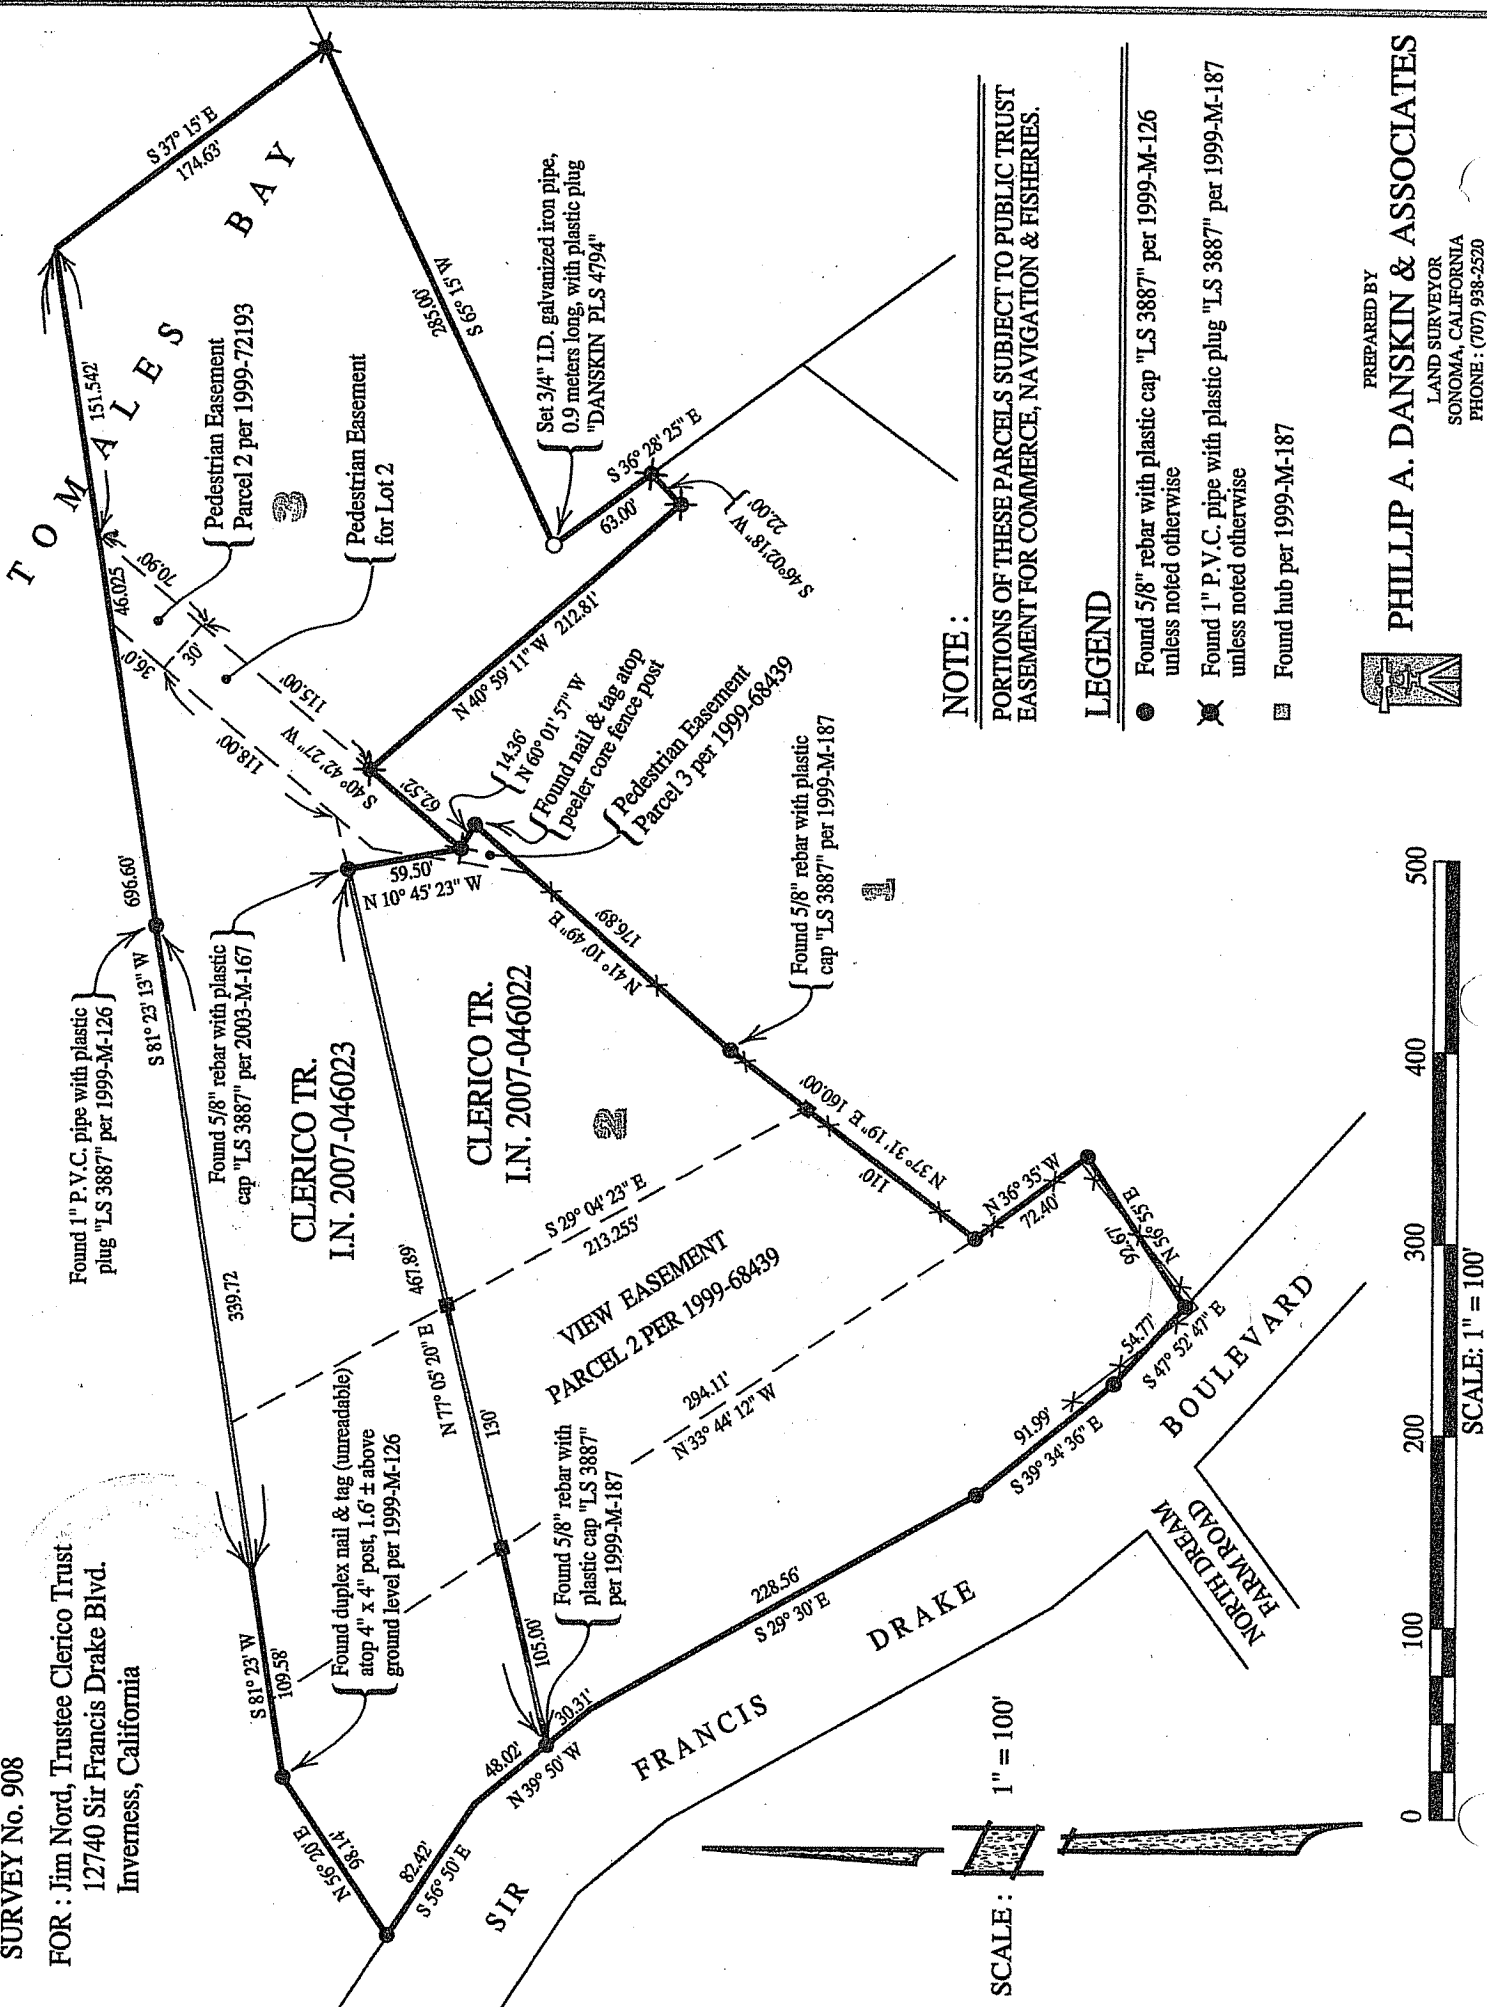 SURVEY No. 908
FOR : Jim Nord, Trustee Clerico Trust
12740 Sir Francis Drake Blvd.
Inverness, California
Found 1" P.V.C. pipe with plastic
plug "LS 3887" per 1999-M-126
TOMALES BAY
S 37° 15' E
174.63'
151.542'
46.025
696.60'
S 81° 23' 13" W
339.72
S 81° 23' W
109.58'
N 56° 20' E
98.14'
82.42'
S 56° 50' E
48.02'
N 39° 50' W
30.31'
Found duplex nail & tag (unreadable)
atop 4" x 4" post, 1.6' ± above
ground level per 1999-M-126
Found 5/8" rebar with plastic
cap "LS 3887" per 2003-M-167
CLERICO TR.
I.N. 2007-046023
CLERICO TR.
I.N. 2007-046022
2
Pedestrian Easement
Parcel 2 per 1999-72193
3
Pedestrian Easement
for Lot 2
70.90'
36.0'
30'
115.00'
118.00'
S 40° 42' 27" W
62.52'
59.50'
N 10° 45' 23" W
285.00'
S 65° 15' W
Set 3/4" I.D. galvanized iron pipe,
0.9 meters long, with plastic plug
"DANSKIN PLS 4794"
S 36° 28' 25" E
63.00'
22.00'
S 46°02'18" W
N 40° 59' 11" W 212.81'
14.36'
N 60° 01' 57" W
Found nail & tag atop
peeler core fence post
Pedestrian Easement
Parcel 3 per 1999-68439
Found 5/8" rebar with plastic
cap "LS 3887" per 1999-M-187
1
176.89'
N 41° 10' 49" E
N 37° 31' 19" E 160.00'
110'
N 36° 35' W
72.40'
92.67'
N 56° 55' E
54.77'
S 47° 52' 47" E
91.99'
S 39° 34' 36" E
228.56'
S 29° 30' E
467.89'
N 77° 05' 20" E
130'
105.00'
S 29° 04' 23" E
213.255'
VIEW EASEMENT
PARCEL 2 PER 1999-68439
294.11'
N 33° 44' 12" W
Found 5/8" rebar with
plastic cap "LS 3887"
per 1999-M-187
SIR FRANCIS DRAKE BOULEVARD
NORTH DREAM
FARM ROAD
NOTE :
PORTIONS OF THESE PARCELS SUBJECT TO PUBLIC TRUST
EASEMENT FOR COMMERCE, NAVIGATION & FISHERIES.
LEGEND
Found 5/8" rebar with plastic cap "LS 3887" per 1999-M-126
unless noted otherwise
Found 1" P.V.C. pipe with plastic plug "LS 3887" per 1999-M-187
unless noted otherwise
Found hub per 1999-M-187
SCALE : 1" = 100'
N
0 100 200 300 400 500
SCALE: 1" = 100'
PREPARED BY
PHILLIP A. DANSKIN & ASSOCIATES
LAND SURVEYOR
SONOMA, CALIFORNIA
PHONE : (707) 938-2520